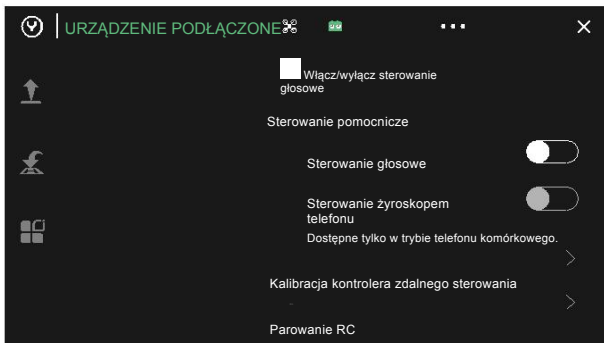 URZĄDZENIE PODŁĄCZONE
Włącz/wyłącz sterowanie
głosowe
Sterowanie pomocnicze
Sterowanie głosowe
Sterowanie żyroskopem
telefonu
Dostępne tylko w trybie telefonu komórkowego.
Kalibracja kontrolera zdalnego sterowania
Parowanie RC